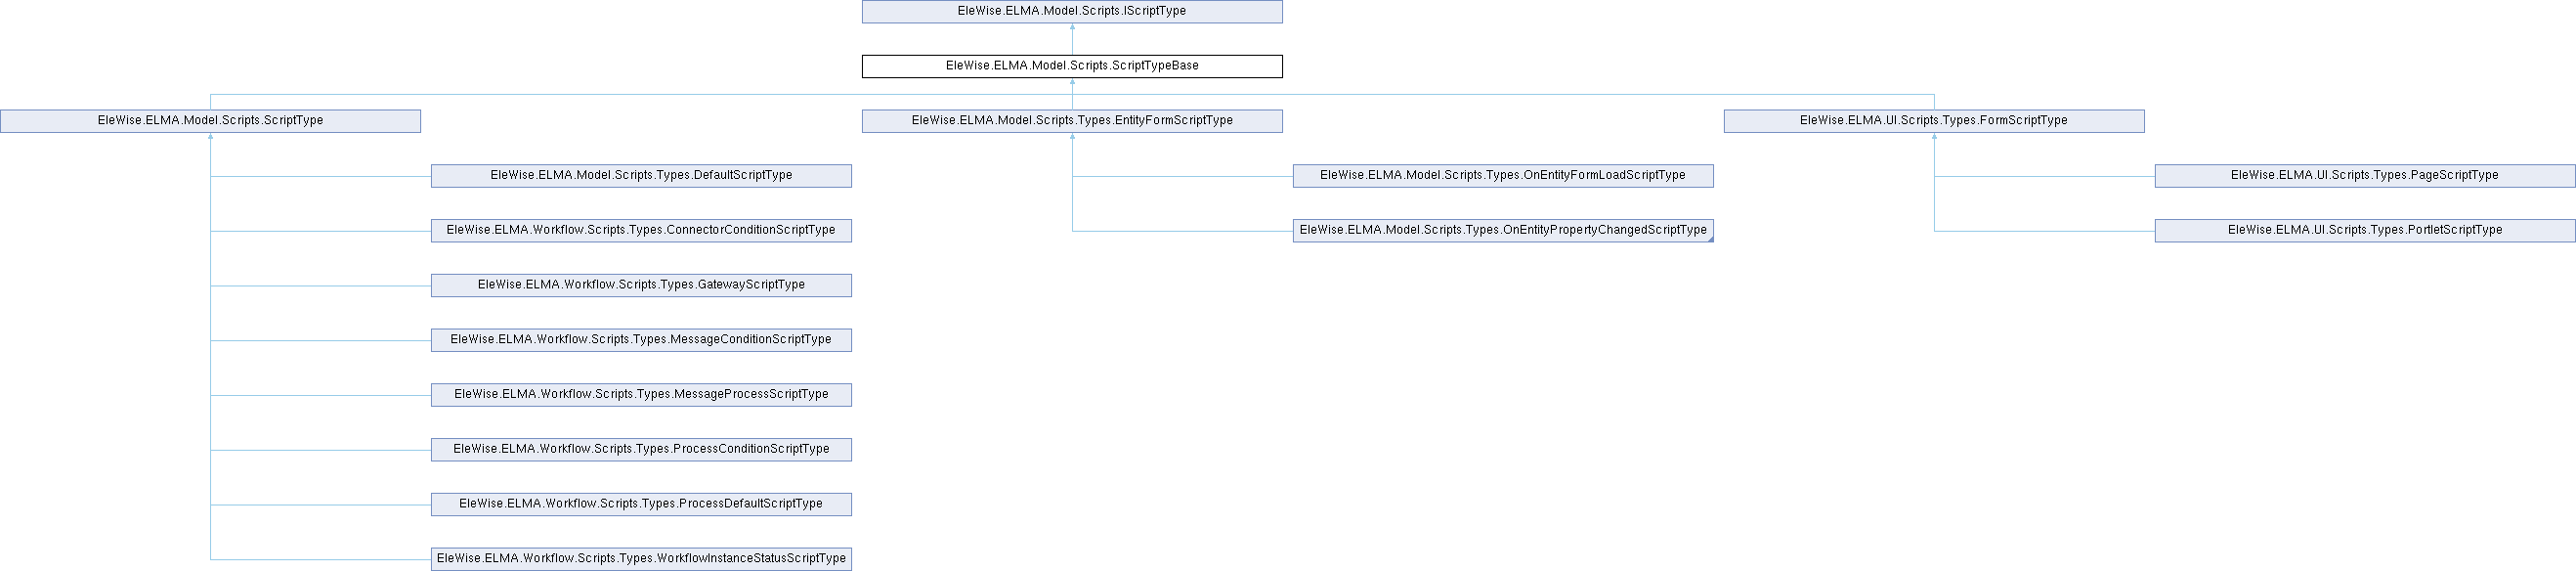 EleWise.ELMA.Model.Scripts.IScriptType
EleWise.ELMA.Model.Scripts.ScriptTypeBase
EleWise.ELMA.Model.Scripts.ScriptType
EleWise.ELMA.Model.Scripts.Types.EntityFormScriptType
EleWise.ELMA.UI.Scripts.Types.FormScriptType
EleWise.ELMA.Model.Scripts.Types.DefaultScriptType
EleWise.ELMA.Model.Scripts.Types.OnEntityFormLoadScriptType
EleWise.ELMA.UI.Scripts.Types.PageScriptType
EleWise.ELMA.Workflow.Scripts.Types.ConnectorConditionScriptType
EleWise.ELMA.Model.Scripts.Types.OnEntityPropertyChangedScriptType
EleWise.ELMA.UI.Scripts.Types.PortletScriptType
EleWise.ELMA.Workflow.Scripts.Types.GatewayScriptType
EleWise.ELMA.Workflow.Scripts.Types.MessageConditionScriptType
EleWise.ELMA.Workflow.Scripts.Types.MessageProcessScriptType
EleWise.ELMA.Workflow.Scripts.Types.ProcessConditionScriptType
EleWise.ELMA.Workflow.Scripts.Types.ProcessDefaultScriptType
EleWise.ELMA.Workflow.Scripts.Types.WorkflowInstanceStatusScriptType